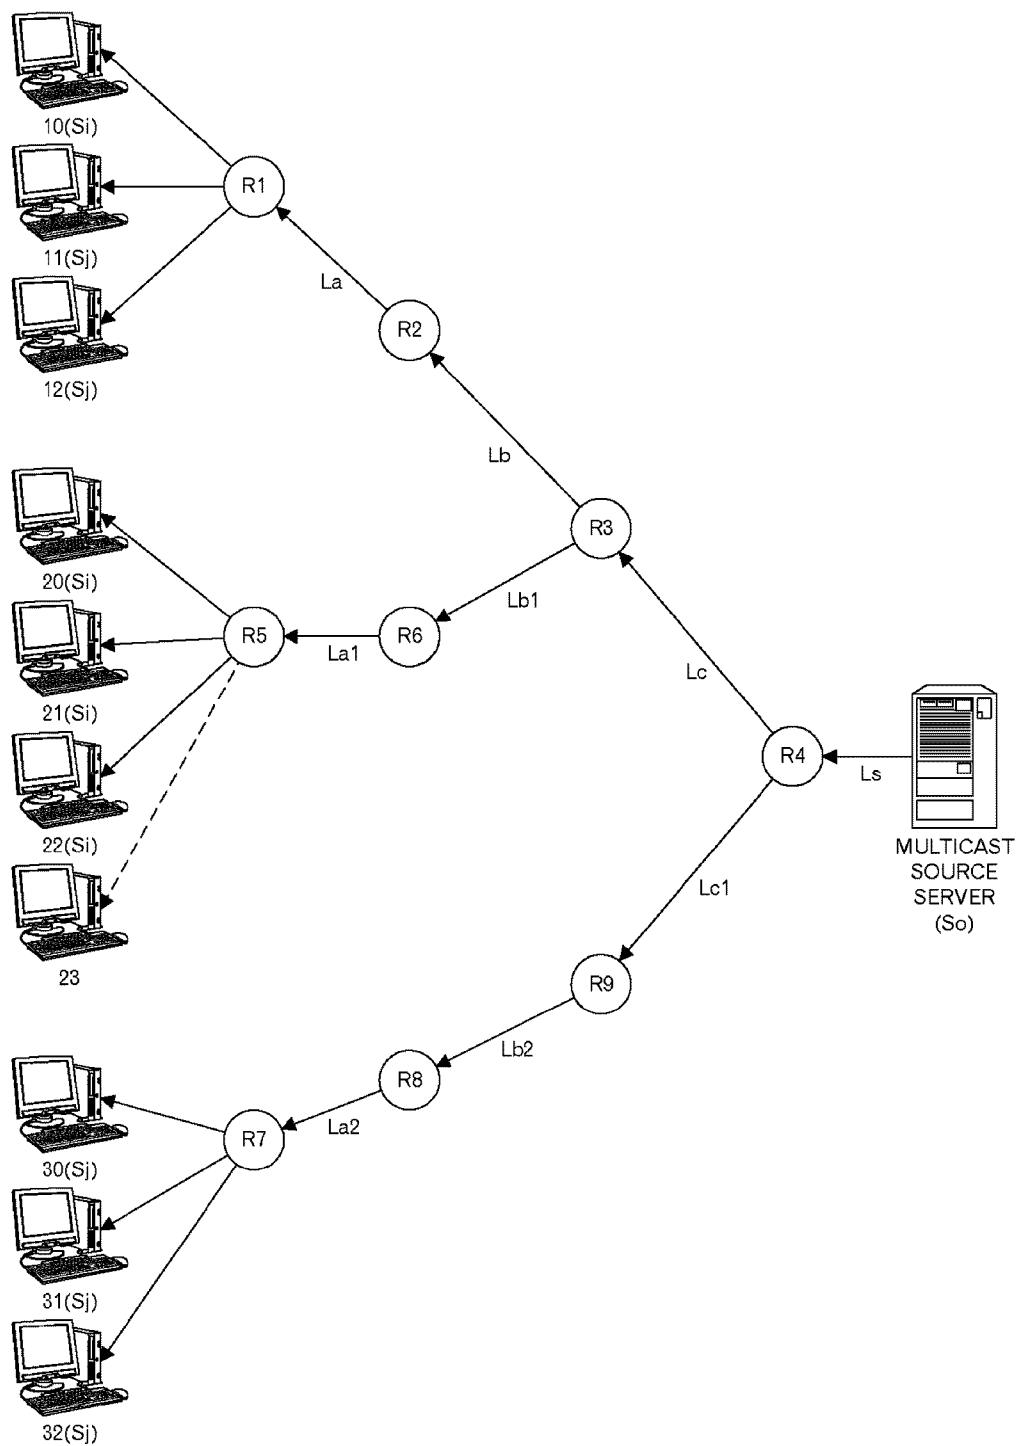 10(Si)
R1
11(Sj)
La
R2
12(Sj)
Lb
R3
20(Si)
Lb1
R5
R6
La1
Lc
21(Si)
R4
Ls
22(Si)
MULTICAST
SOURCE
SERVER
(So)
Lc1
23
R9
Lb2
R8
La2
R7
30(Sj)
31(Sj)
32(Sj)